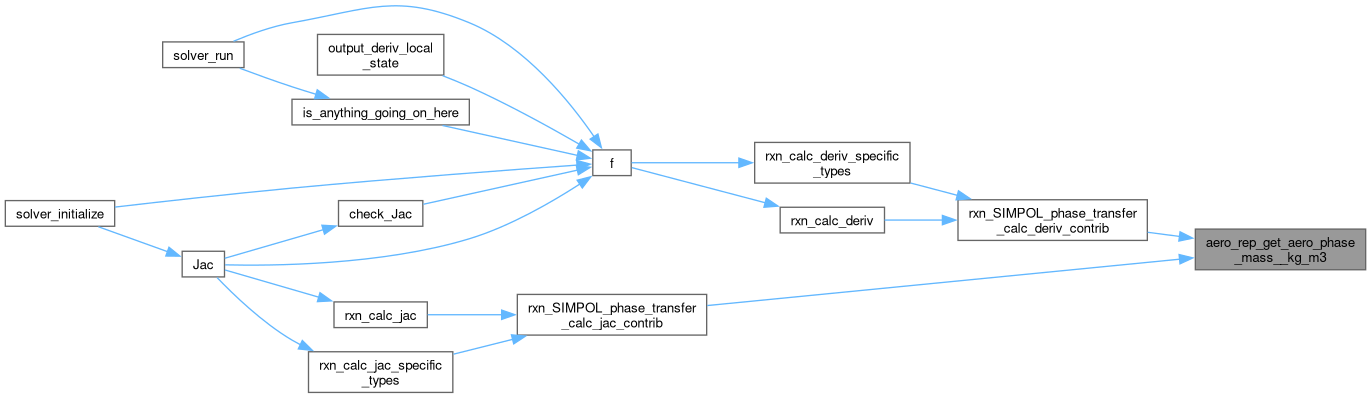 solver_run
output_deriv_local
_state
is_anything_going_on_here
f
rxn_calc_deriv_specific
_types
solver_initialize
check_Jac
rxn_calc_deriv
rxn_SIMPOL_phase_transfer
_calc_deriv_contrib
aero_rep_get_aero_phase
_mass__kg_m3
Jac
rxn_calc_jac
rxn_SIMPOL_phase_transfer
_calc_jac_contrib
rxn_calc_jac_specific
_types